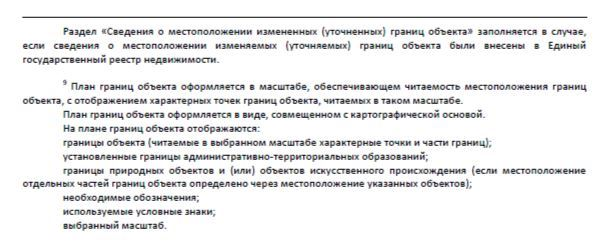 Раздел «Сведения о местоположении измененных (уточненных) границ объекта» заполняется в случае,
если сведения о местоположении изменяемых (уточняемых) границ объекта были внесены в Единый
государственный реестр недвижимости.
⁹ План границ объекта оформляется в масштабе, обеспечивающем читаемость местоположения границ
объекта, с отображением характерных точек границ объекта, читаемых в таком масштабе.
План границ объекта оформляется в виде, совмещенном с картографической основой.
На плане границ объекта отображаются:
границы объекта (читаемые в выбранном масштабе характерные точки и части границ);
установленные границы административно-территориальных образований;
границы природных объектов и (или) объектов искусственного происхождения (если местоположение
отдельных частей границ объекта определено через местоположение указанных объектов);
необходимые обозначения;
используемые условные знаки;
выбранный масштаб.